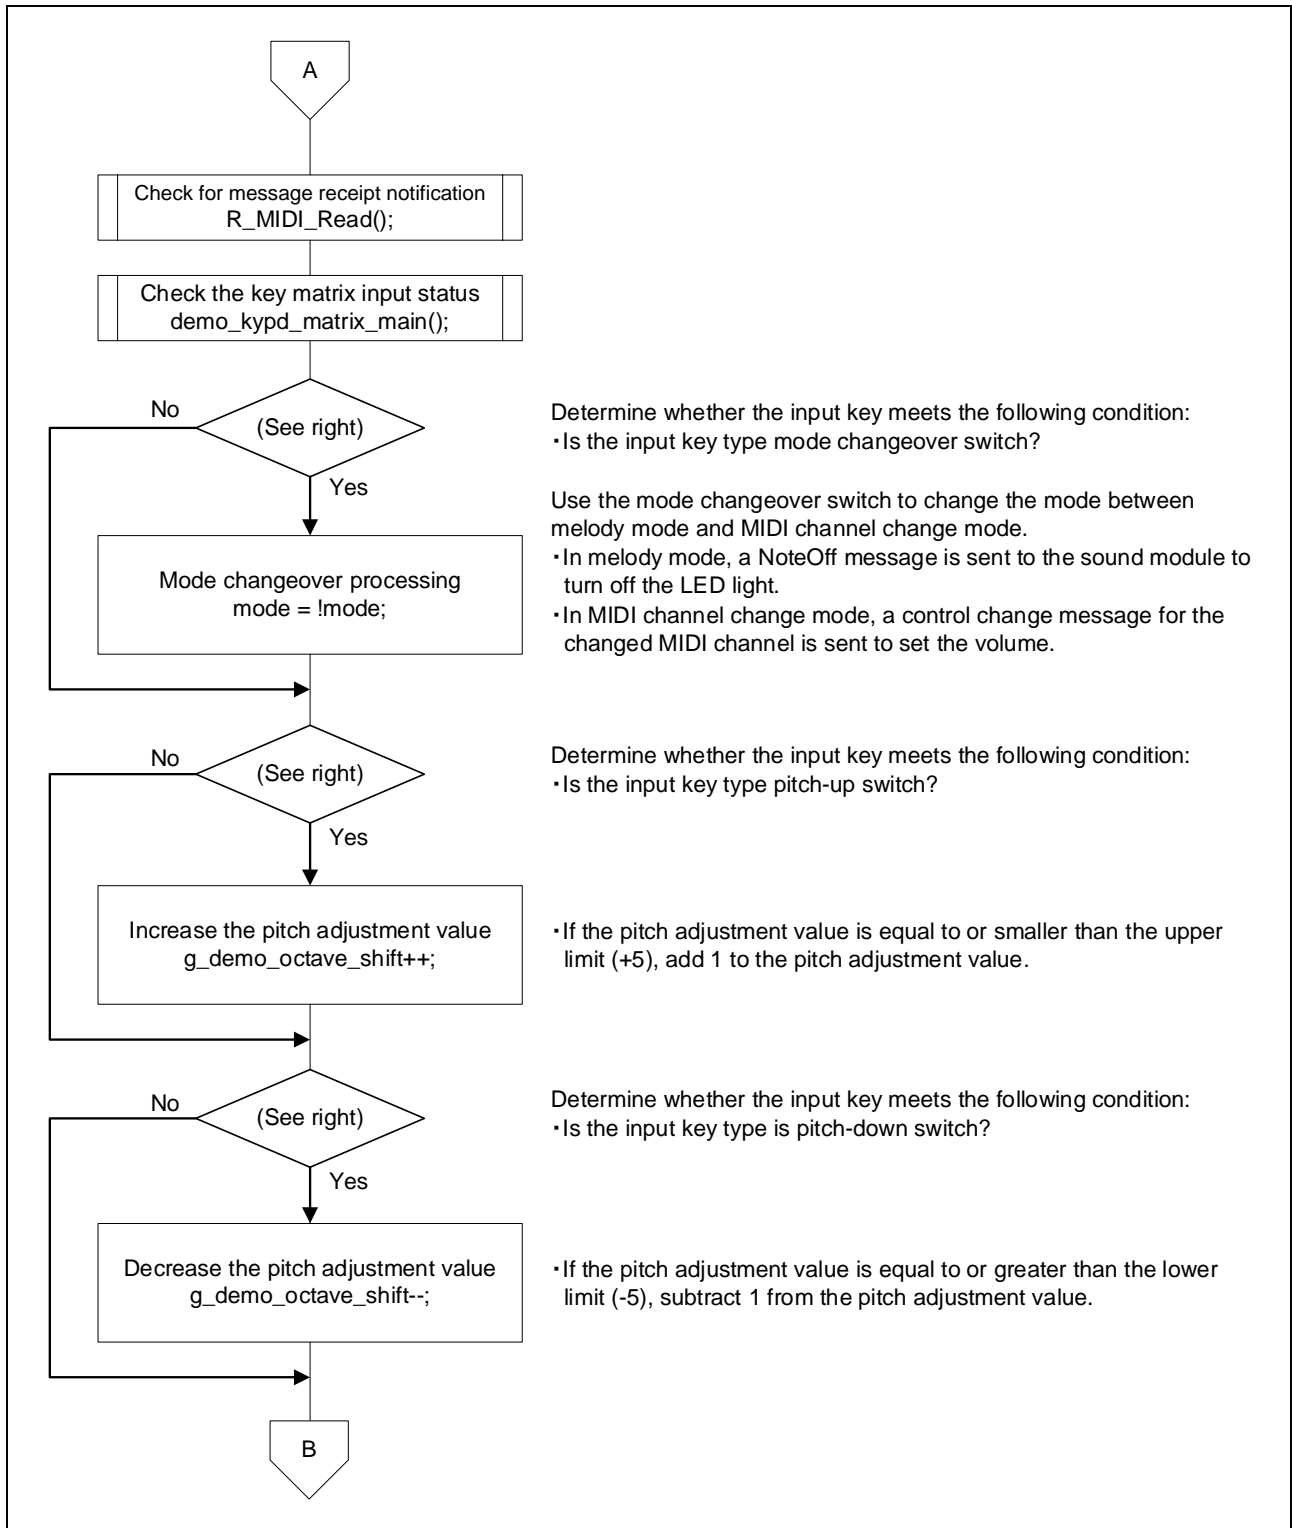 A
Check for message receipt notification
R_MIDI_Read();
Check the key matrix input status
demo_kypd_matrix_main();
No
(See right)
Yes
Determine whether the input key meets the following condition:
・Is the input key type mode changeover switch?
Use the mode changeover switch to change the mode between
melody mode and MIDI channel change mode.
・In melody mode, a NoteOff message is sent to the sound module to
turn off the LED light.
・In MIDI channel change mode, a control change message for the
changed MIDI channel is sent to set the volume.
Mode changeover processing
mode = !mode;
No
(See right)
Yes
Determine whether the input key meets the following condition:
・Is the input key type pitch-up switch?
Increase the pitch adjustment value
g_demo_octave_shift++;
・If the pitch adjustment value is equal to or smaller than the upper
limit (+5), add 1 to the pitch adjustment value.
No
(See right)
Yes
Determine whether the input key meets the following condition:
・Is the input key type is pitch-down switch?
Decrease the pitch adjustment value
g_demo_octave_shift--;
・If the pitch adjustment value is equal to or greater than the lower
limit (-5), subtract 1 from the pitch adjustment value.
B